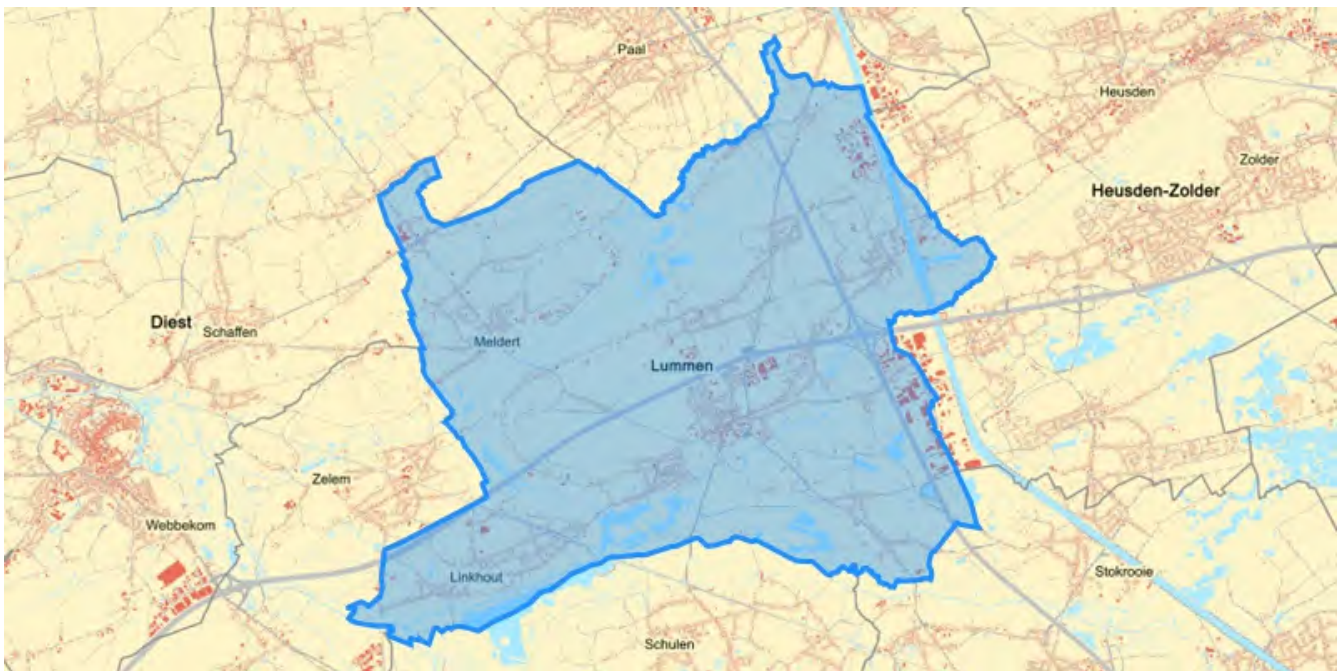 Paal
Heusden
Zolder
Heusden-Zolder
Diest
Schaffen
Meldert
Lummen
Zelem
Webbekom
Linkhout
Stokrooie
Schulen